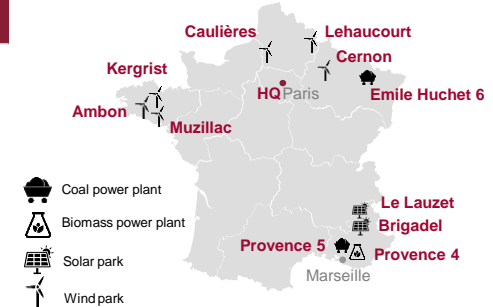 Caulières
Lehaucourt
Cernon
Kergrist
HQ Paris
Emile Huchet 6
Ambon
Muzillac
Coal power plant
Le Lauzet
Biomass power plant
Brigadel
Provence 5
Provence 4
Solar park
Marseille
Wind park